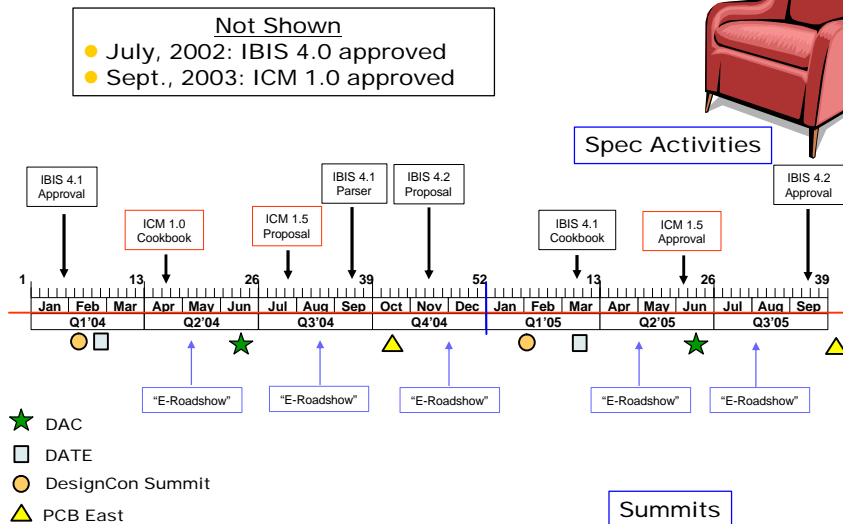 Not Shown
July, 2002: IBIS 4.0 approved
Sept., 2003: ICM 1.0 approved
Spec Activities
IBIS 4.1
Approval
ICM 1.0
Cookbook
ICM 1.5
Proposal
IBIS 4.1
Parser
IBIS 4.2
Proposal
IBIS 4.1
Cookbook
ICM 1.5
Approval
IBIS 4.2
Approval
1 13 26 39 52 13 26 39
Jan Feb Mar Apr May Jun Jul Aug Sep Oct Nov Dec Jan Feb Mar Apr May Jun Jul Aug Sep
Q1'04 Q2'04 Q3'04 Q4'04 Q1'05 Q2'05 Q3'05
"E-Roadshow" "E-Roadshow" "E-Roadshow" "E-Roadshow" "E-Roadshow"
DAC
DATE
DesignCon Summit
PCB East
Summits